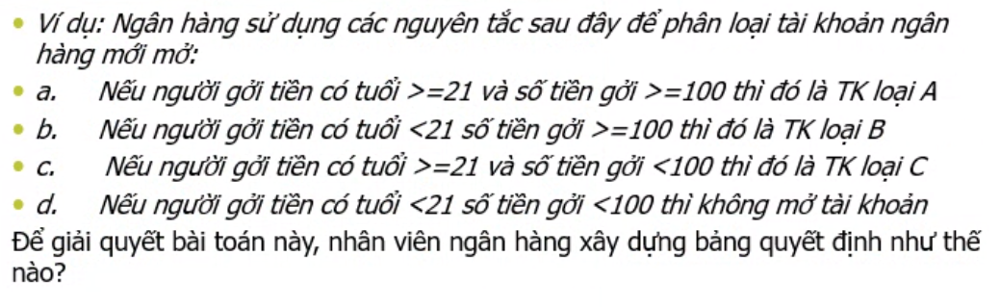 • Ví dụ: Ngân hàng sử dụng các nguyên tắc sau đây để phân loại tài khoản ngân
hàng mới mở:
• a. Nếu người gởi tiền có tuổi >=21 và số tiền gởi >=100 thì đó là TK loại A
• b. Nếu người gởi tiền có tuổi <21 số tiền gởi >=100 thì đó là TK loại B
• c. Nếu người gởi tiền có tuổi >=21 và số tiền gởi <100 thì đó là TK loại C
• d. Nếu người gởi tiền có tuổi <21 số tiền gởi <100 thì không mở tài khoản
Để giải quyết bài toán này, nhân viên ngân hàng xây dựng bảng quyết định như thế
nào?